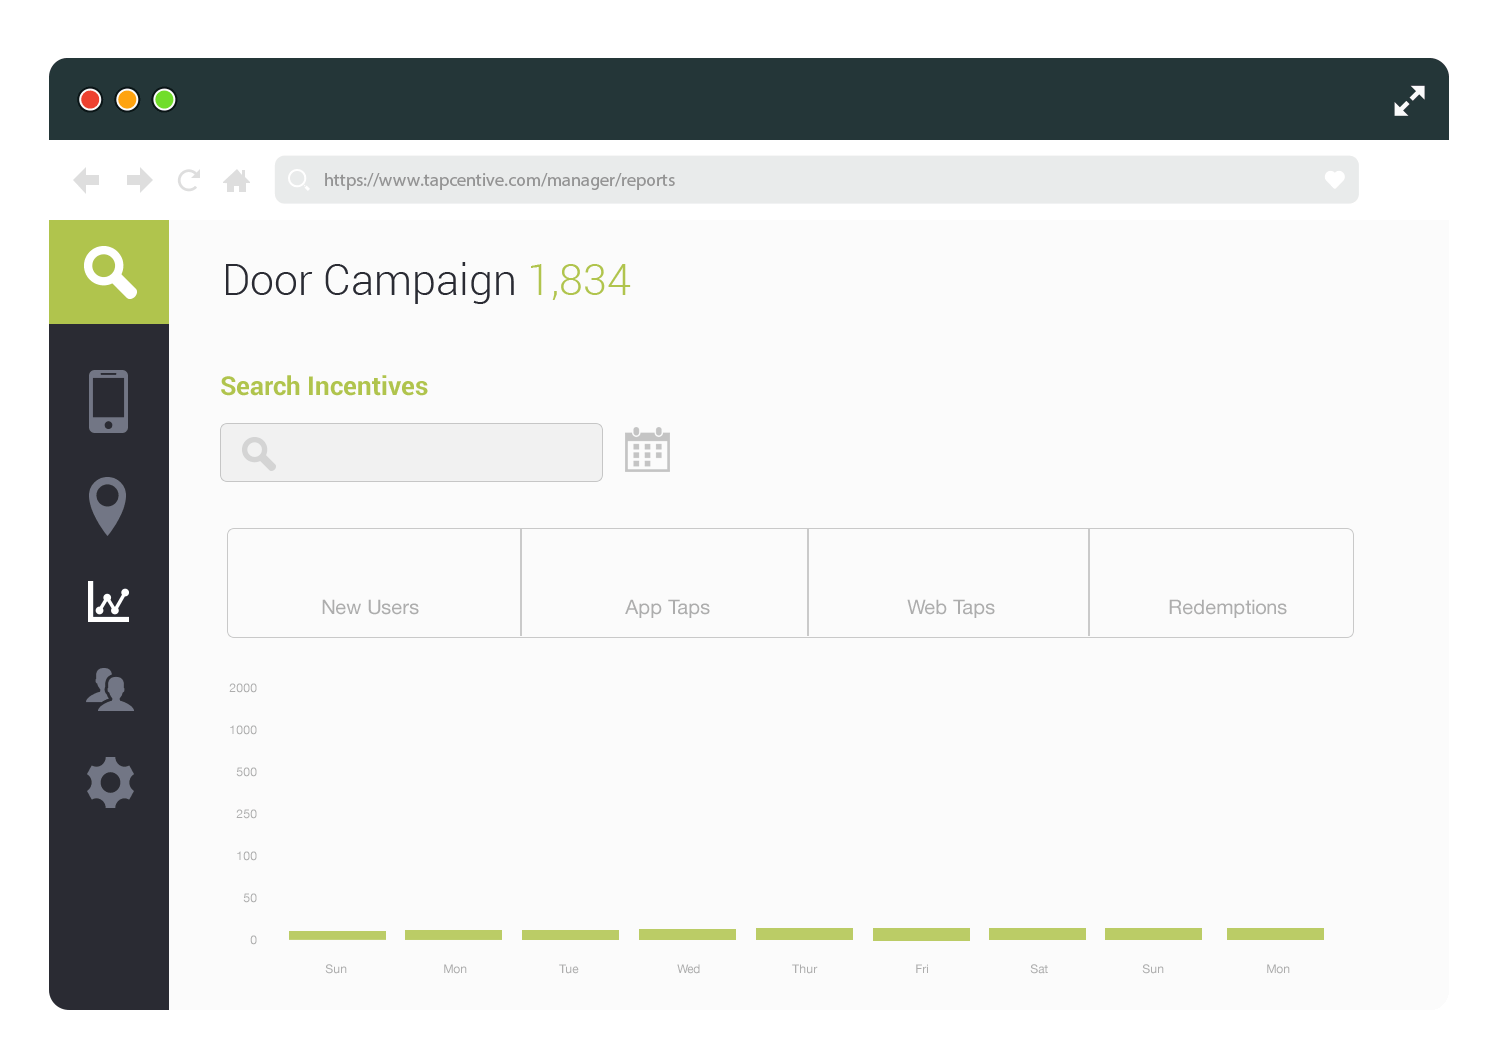 https://www.tapcentive.com/manager/reports
Door Campaign 1,834
Search Incentives
New Users App Taps Web Taps Redemptions
2000
1000
500
250
100
50
0
Sun Mon Tue Wed Thur Fri Sat Sun Mon